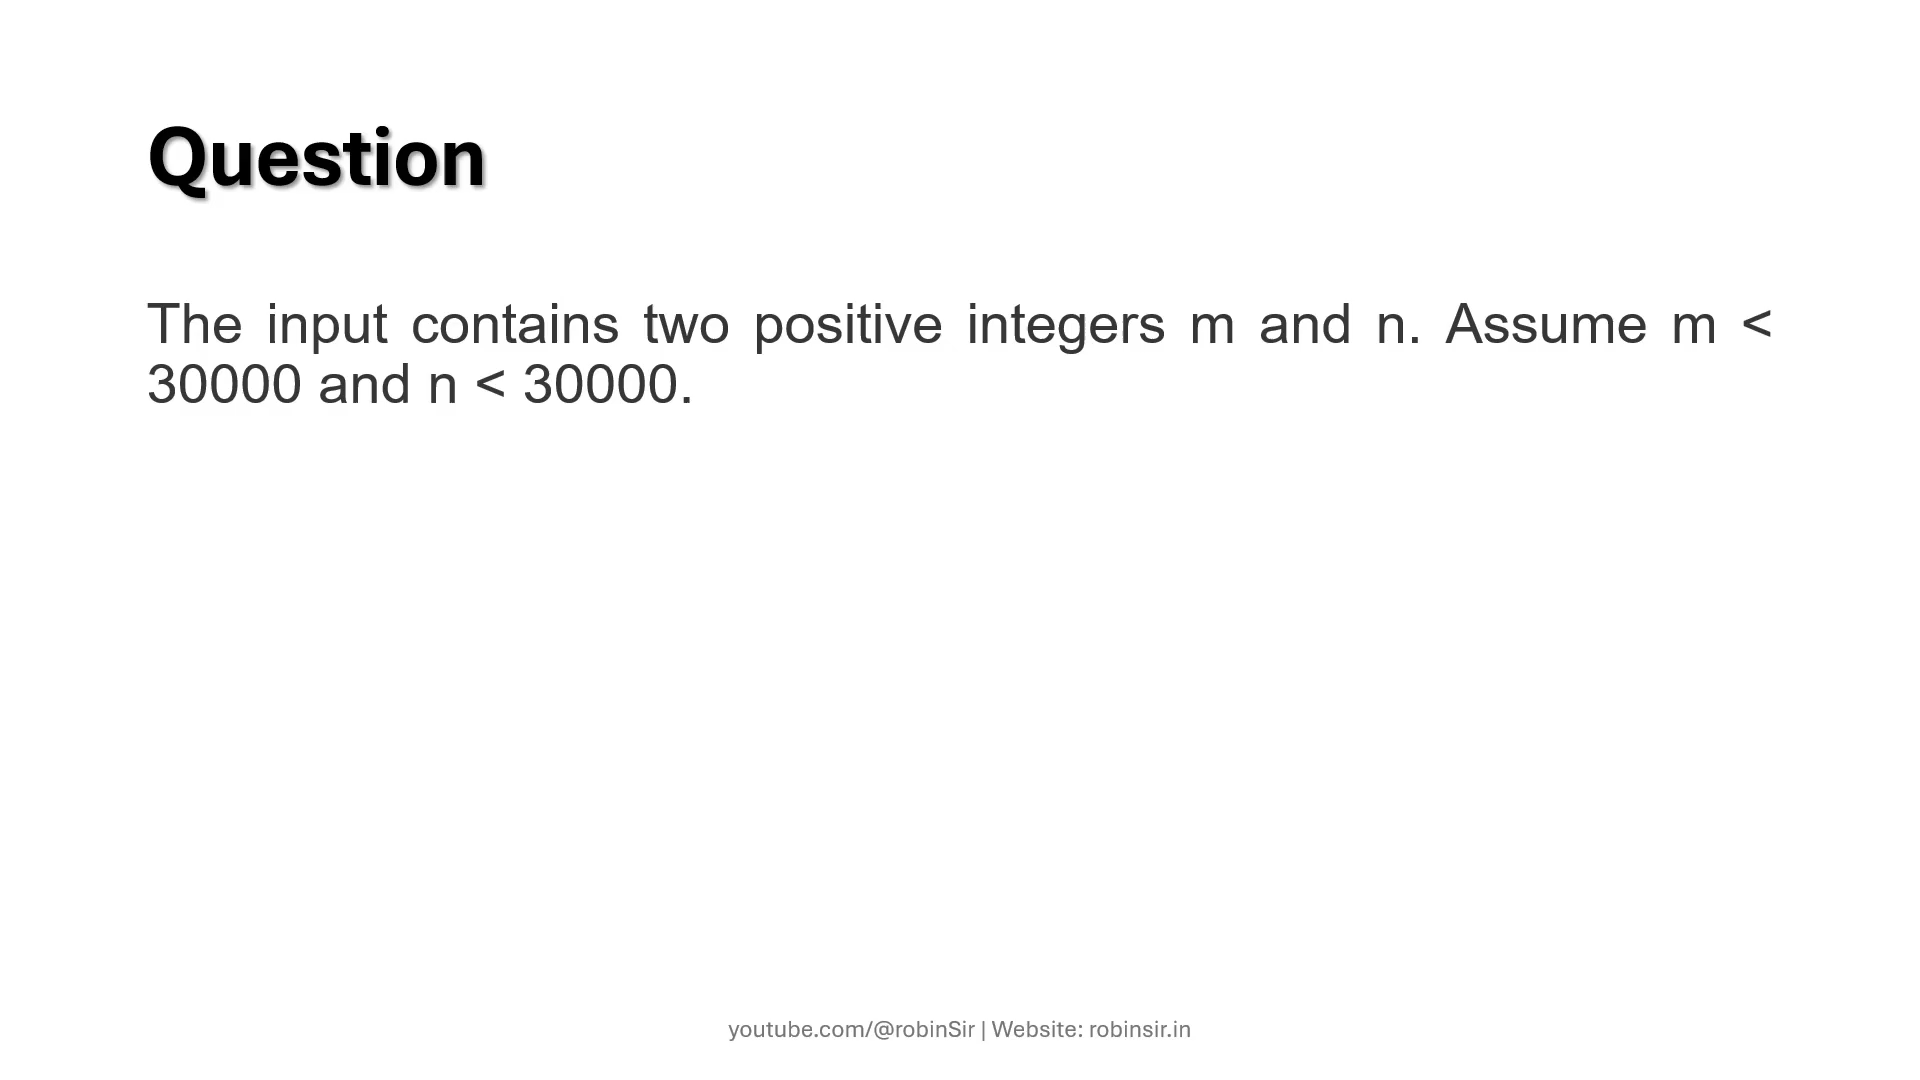 Question
The input contains two positive integers m and n. Assume m <
30000 and n < 30000.
youtube.com/@robinSir | Website: robinsir.in